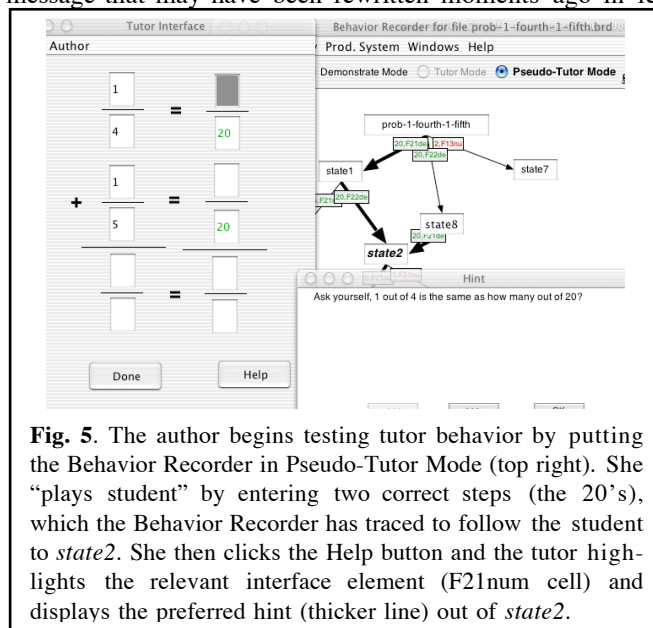 message that may have been rewritten moments ago in
Tutor Interface
Author
1
4
=
20
+
1
5
=
20
=
Done
Help
Behavior Recorder for file prob-1-fourth-1-fifth.brd
Prod. System Windows Help
Demonstrate Mode Tutor Mode Pseudo-Tutor Mode
prob-1-fourth-1-fifth
20,F21de 2,F13nu
20,F22de
state1
state7
20,F22de
state8
20,F21de
state2
Hint
Ask yourself, 1 out of 4 is the same as how many out of 20?
Fig. 5. The author begins testing tutor behavior by putting
the Behavior Recorder in Pseudo-Tutor Mode (top right). She
“plays student” by entering two correct steps (the 20’s),
which the Behavior Recorder has traced to follow the student
to state2. She then clicks the Help button and the tutor high-
lights the relevant interface element (F21num cell) and
displays the preferred hint (thicker line) out of state2.